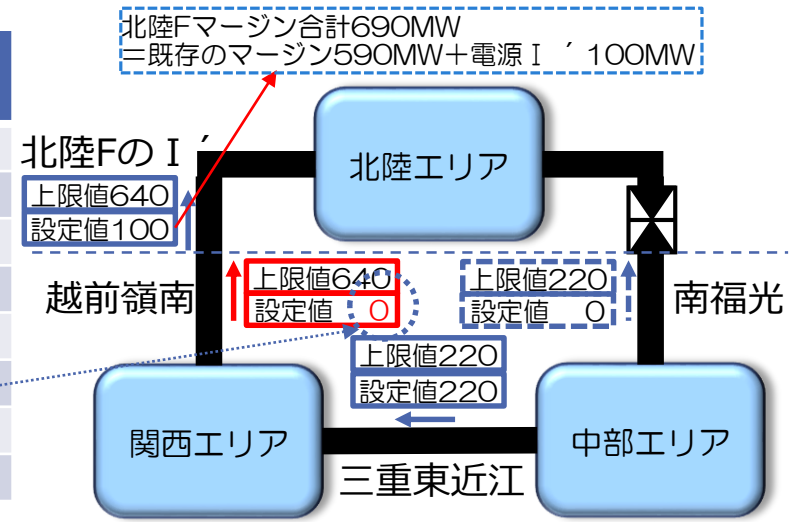 北陸Fマージン合計690MW
＝既存のマージン590MW＋電源Ⅰ´100MW
北陸FのⅠ´
上限値640
設定値100
北陸エリア
越前嶺南
上限値640
設定値 0
上限値220
設定値 0
南福光
上限値220
設定値220
関西エリア
中部エリア
三重東近江